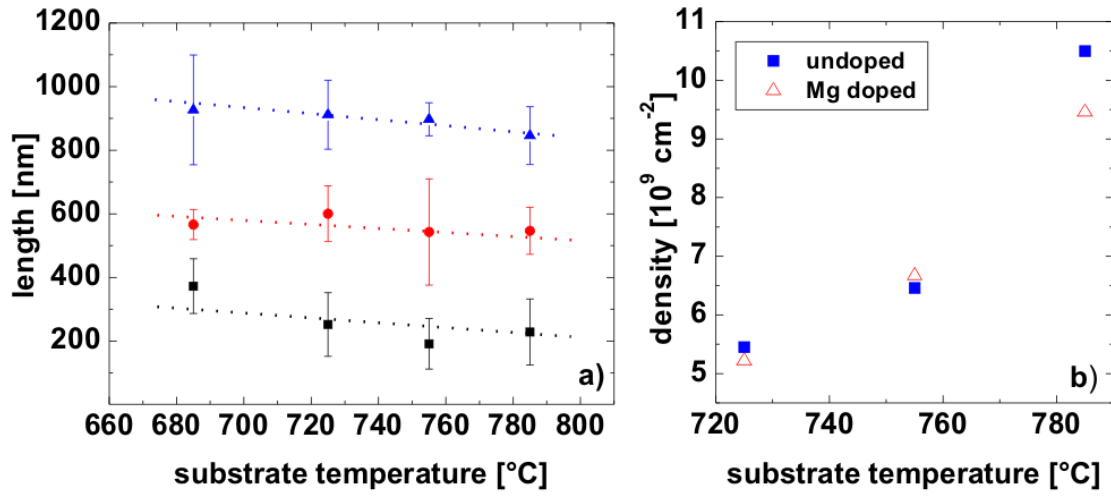 1200
1000
800
600
400
200
length [nm]
660 680 700 720 740 760 780 800
substrate temperature [°C]
a)
undoped
Mg doped
11
10
9
8
7
6
5
density [10⁹ cm⁻²]
720 740 760 780
substrate temperature [°C]
b)